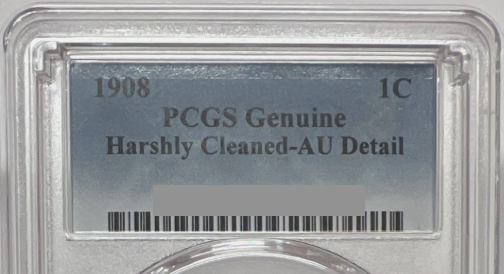 1908 1C
PCGS Genuine
Harshly Cleaned-AU Detail